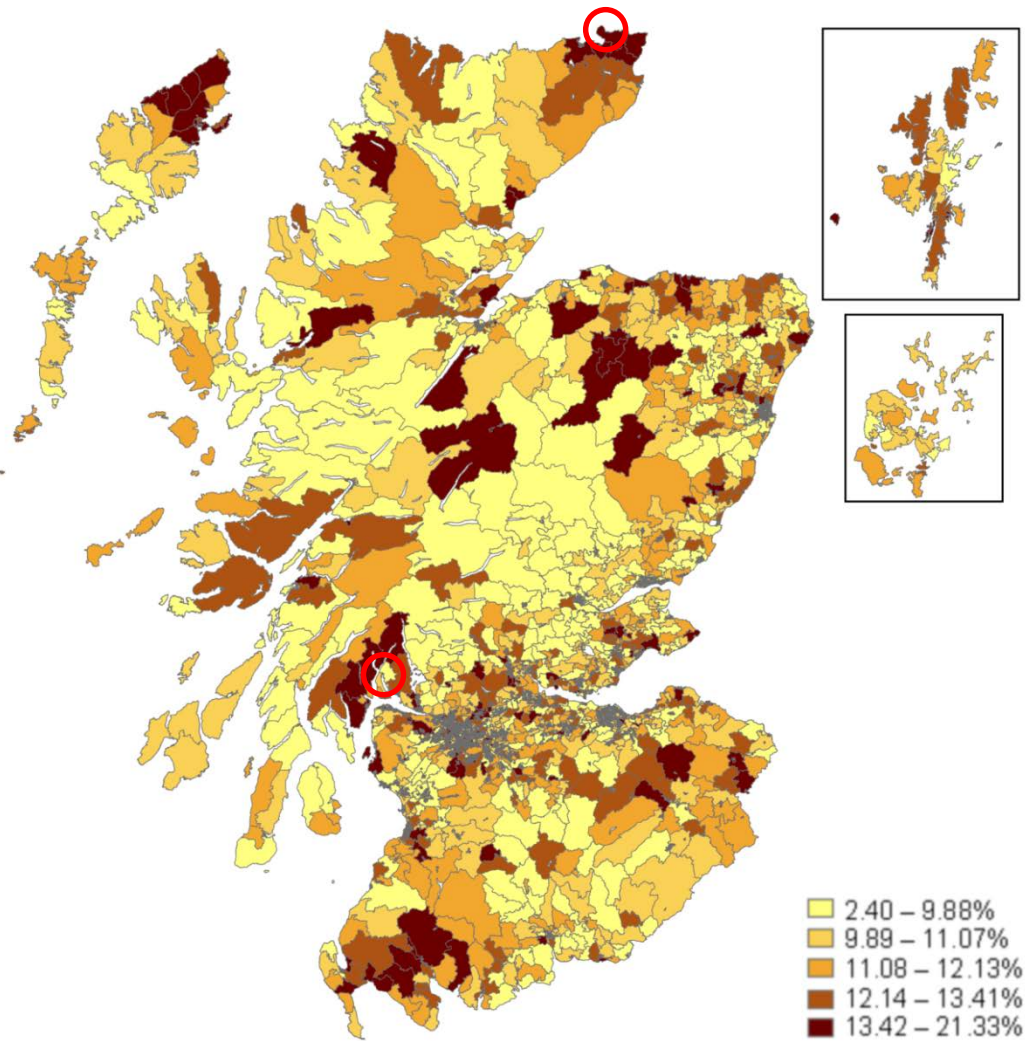 2.40 – 9.88%
9.89 – 11.07%
11.08 – 12.13%
12.14 – 13.41%
13.42 – 21.33%